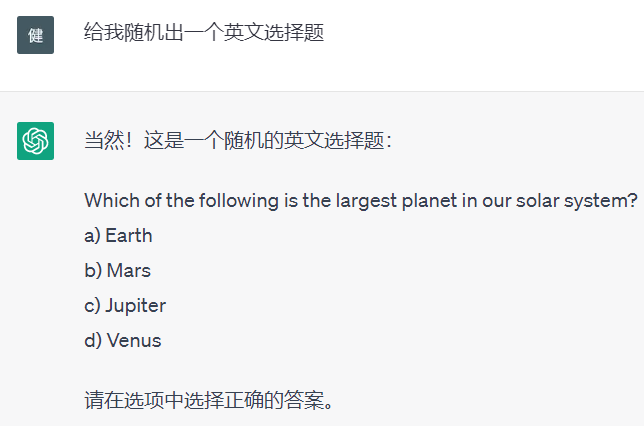 健
给我随机出一个英文选择题
当然！这是一个随机的英文选择题：
Which of the following is the largest planet in our solar system?
a) Earth
b) Mars
c) Jupiter
d) Venus
请在选项中选择正确的答案。